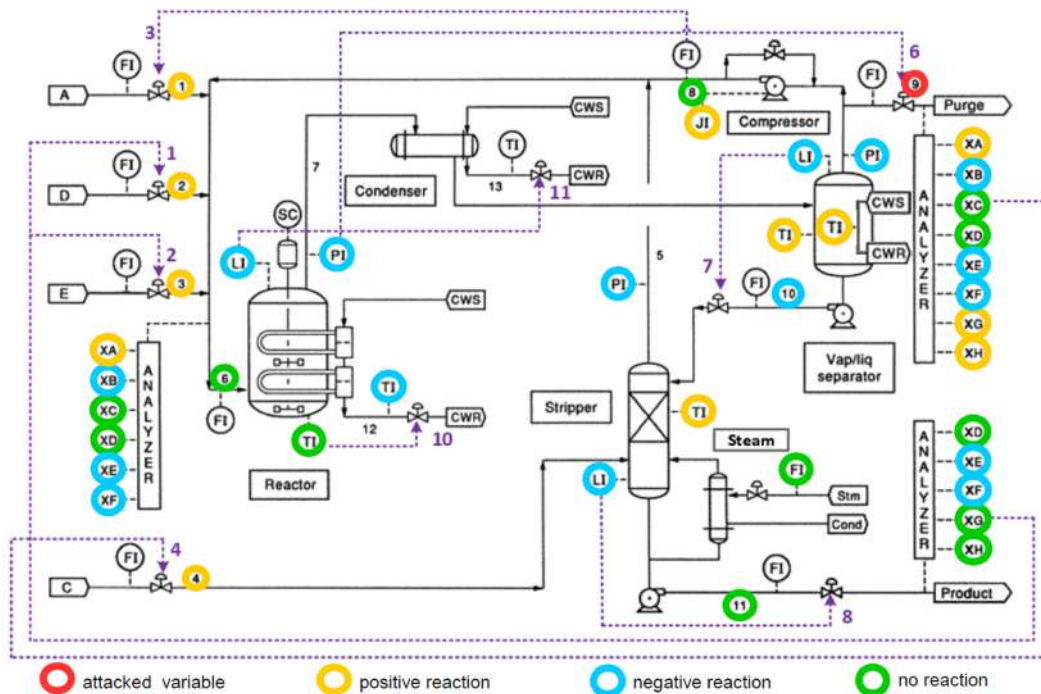 3
6
FI
FI
8
JI
Compressor
FI
9
Purge
A
FI
1
CWS
TI
13
CWR
11
Condenser
7
LI
PI
1
D
FI
2
SC
LI
PI
2
E
FI
3
TI
TI
CWS
CWR
5
PI
7
FI
10
Vap/liq
separator
ANALYZER
XA
XB
XC
XD
XE
XF
XG
XH
CWS
XA
XB
XC
XD
XE
XF
ANALYZER
6
FI
TI
TI
12
CWR
10
Reactor
Stripper
TI
Steam
FI
Stm
Cond
LI
ANALYZER
XD
XE
XF
XG
XH
4
C
FI
4
FI
11
8
Product
attacked variable
positive reaction
negative reaction
no reaction